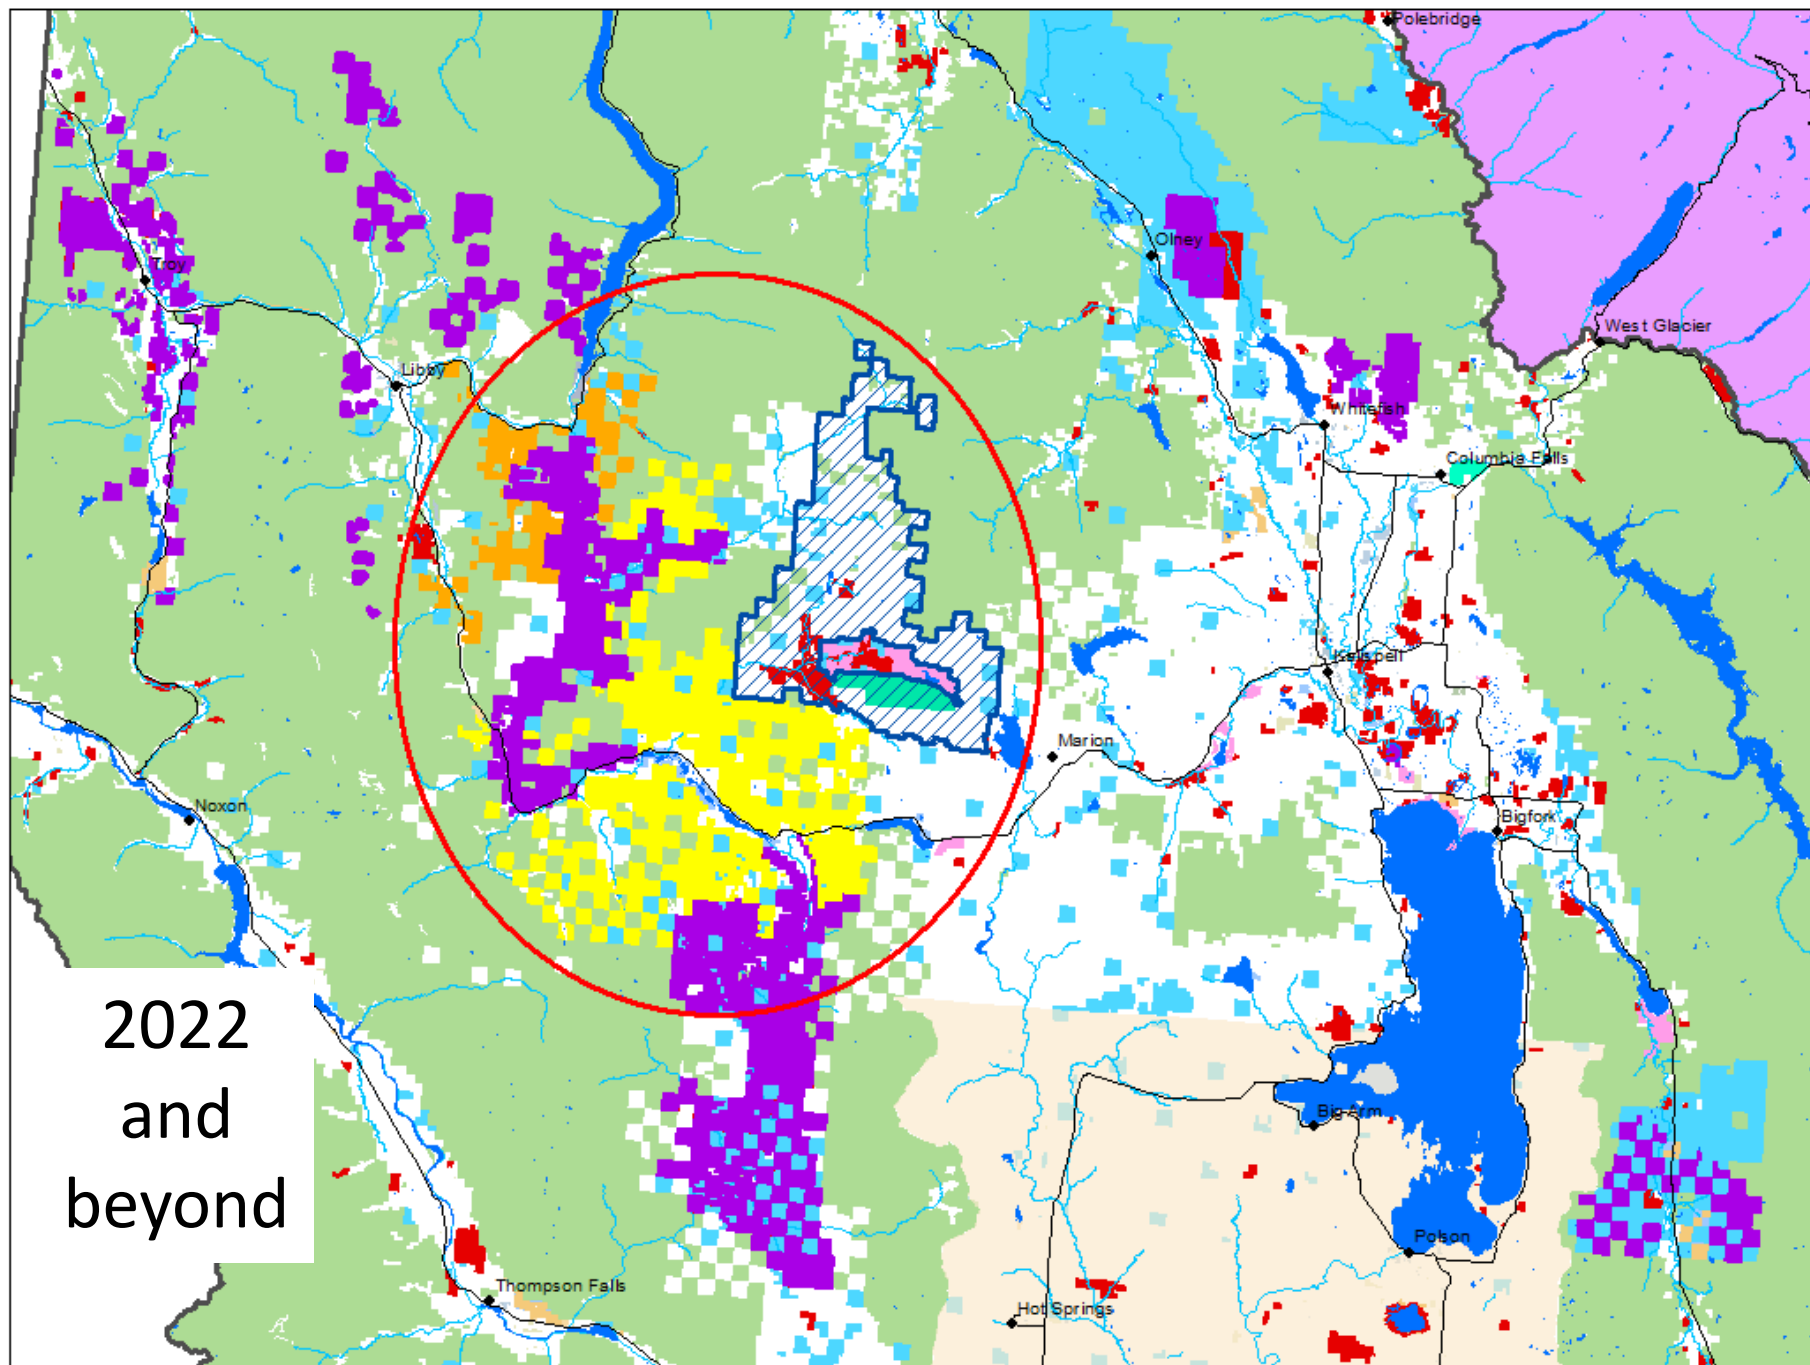 Polebridge
Olney
Troy
West Glacier
Libby
Whitefish
Columbia Falls
Kalispell
Marion
Noxon
Bigfork
2022
and
beyond
Big Arm
Polson
Thompson Falls
Hot Springs